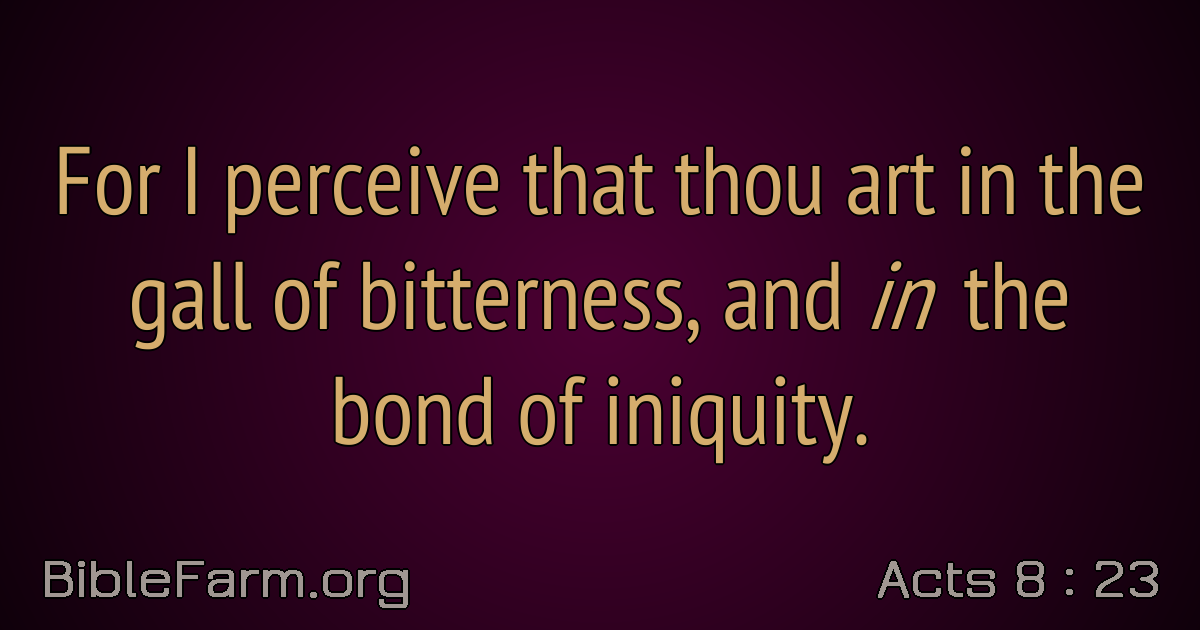 For I perceive that thou art in the
gall of bitterness, and in the
bond of iniquity.
BibleFarm.org
Acts 8 : 23